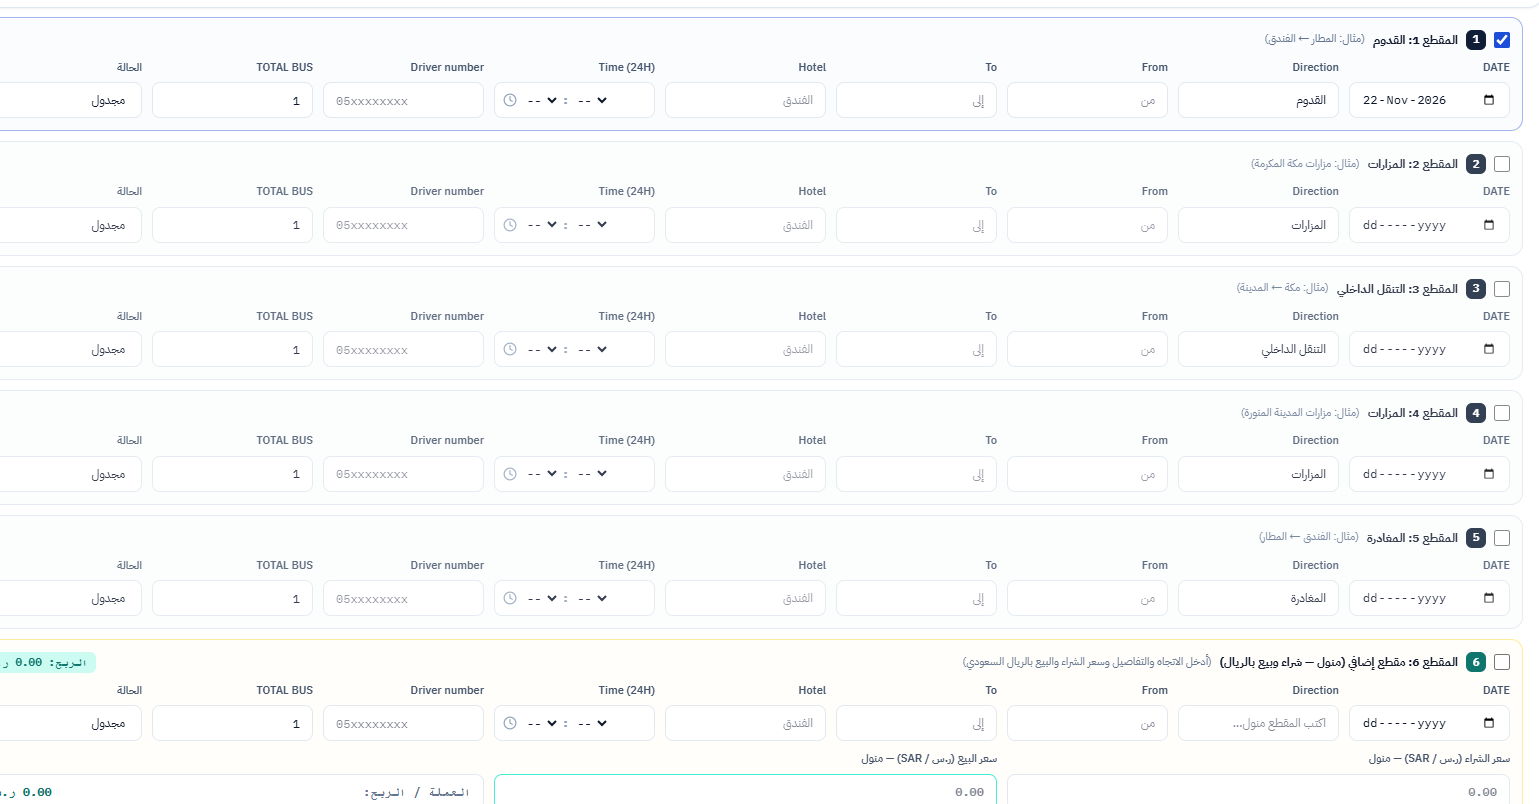 1 المقطع 1: القدوم (مثال: المطار ← الفندق)
DATE Direction From To Hotel Time (24H) Driver number TOTAL BUS الحالة
22-Nov-2026 القدوم من إلى الفندق -- : -- 05xxxxxxxx 1 مجدول
2 المقطع 2: المزارات (مثال: مزارات مكة المكرمة)
DATE Direction From To Hotel Time (24H) Driver number TOTAL BUS الحالة
dd-----yyyy المزارات من إلى الفندق -- : -- 05xxxxxxxx 1 مجدول
3 المقطع 3: التنقل الداخلي (مثال: مكة ← المدينة)
DATE Direction From To Hotel Time (24H) Driver number TOTAL BUS الحالة
dd-----yyyy التنقل الداخلي من إلى الفندق -- : -- 05xxxxxxxx 1 مجدول
4 المقطع 4: المزارات (مثال: مزارات المدينة المنورة)
DATE Direction From To Hotel Time (24H) Driver number TOTAL BUS الحالة
dd-----yyyy المزارات من إلى الفندق -- : -- 05xxxxxxxx 1 مجدول
5 المقطع 5: المغادرة (مثال: الفندق ← المطار)
DATE Direction From To Hotel Time (24H) Driver number TOTAL BUS الحالة
dd-----yyyy المغادرة من إلى الفندق -- : -- 05xxxxxxxx 1 مجدول
6 المقطع 6: مقطع إضافي (منول — شراء وبيع بالريال) (أدخل الاتجاه والتفاصيل وسعر الشراء والبيع بالريال السعودي) الربح: 0.00 ر.
DATE Direction From To Hotel Time (24H) Driver number TOTAL BUS الحالة
dd-----yyyy اكتب المقطع منول... من إلى الفندق -- : -- 05xxxxxxxx 1 مجدول
سعر الشراء (ر.س / SAR) — منول سعر البيع (ر.س / SAR) — منول
0.00 0.00 العملة / الربح: 0.00 ر.